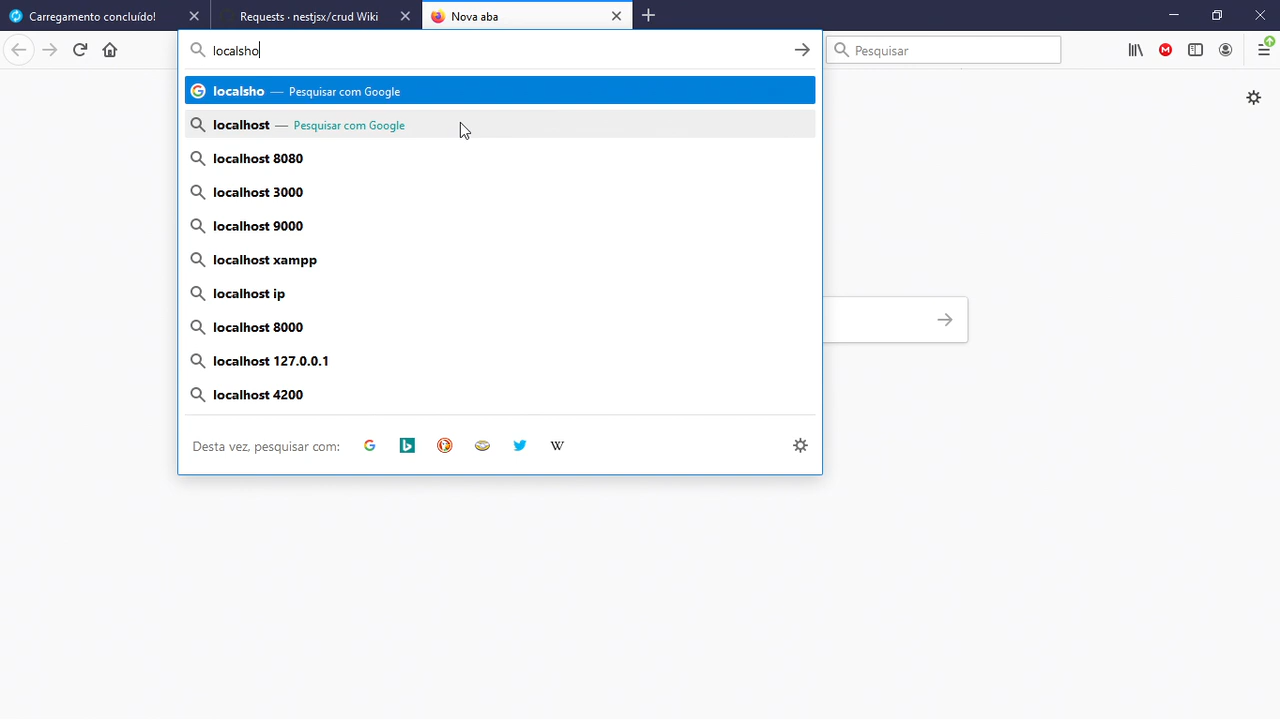 Carregamento concluído!
Requests · nestjsx/crud Wiki
Nova aba
localsho
Pesquisar
localsho — Pesquisar com Google
localhost — Pesquisar com Google
localhost 8080
localhost 3000
localhost 9000
localhost xampp
localhost ip
localhost 8000
localhost 127.0.0.1
localhost 4200
Desta vez, pesquisar com: